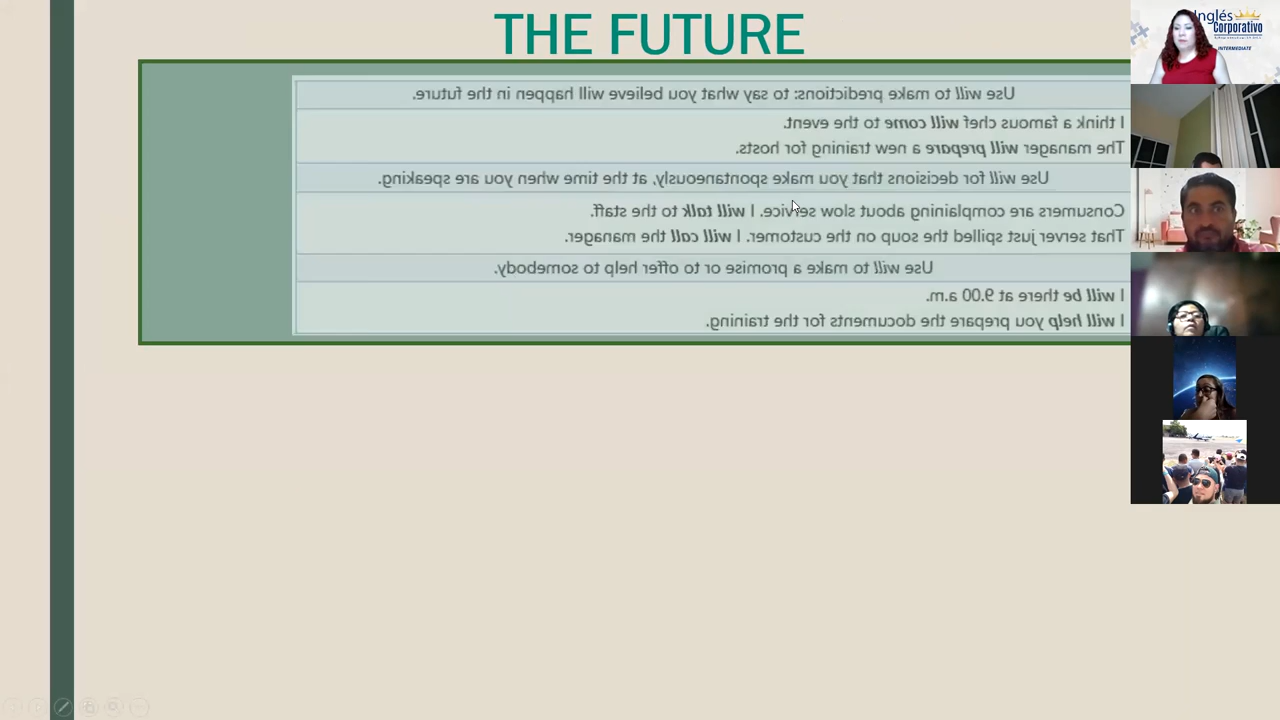 THE FUTURE
Use will to make predictions: to say what you believe will happen in the future.
I think a famous chef will come to the event.
The manager will prepare a new training for hosts.
Use will for decisions that you make spontaneously, at the time when you are speaking.
Consumers are complaining about slow service. I will talk to the staff.
That server just spilled the soup on the customer. I will call the manager.
Use will to make a promise or to offer help to somebody.
I will be there at 9.00 a.m.
I will help you prepare the documents for the training.
Inglés
Corporativo
INTERMEDIATE